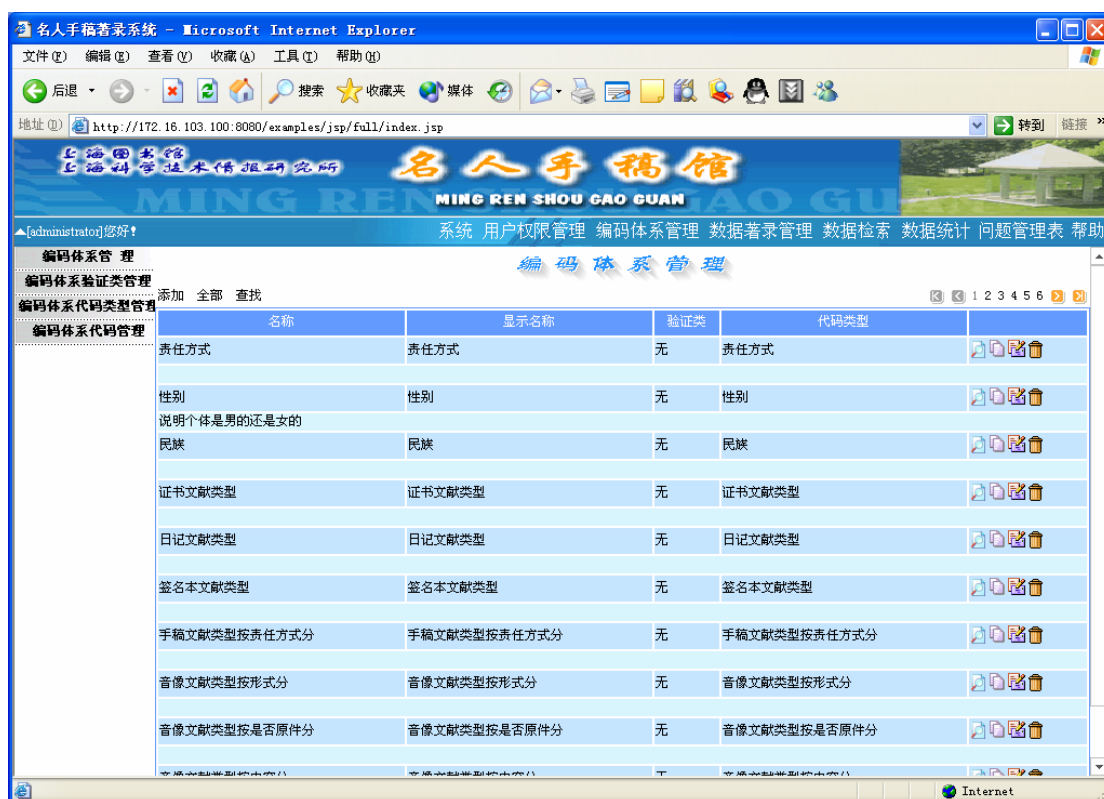 名人手稿著录系统 - Microsoft Internet Explorer
文件(F) 编辑(E) 查看(V) 收藏(A) 工具(T) 帮助(H)
后退 搜索 收藏夹 媒体
地址(D) http://172.16.103.100:8080/examples/jsp/full/index.jsp 转到 链接 »
上海图书馆
上海科学技术情报研究所
名人手稿馆
MING REN SHOU GAO GUAN
MING REN SHOU GAO GU
[administrator]您好! 系统 用户权限管理 编码体系管理 数据著录管理 数据检索 数据统计 问题管理表 帮助
编码体系管 理
编码体系验证类管理
编码体系代码类型管理
编码体系代码管理
编码体系管理
添加 全部 查找 1 2 3 4 5 6
名称 显示名称 验证类 代码类型
责任方式 责任方式 无 责任方式
性别 性别 无 性别
说明个体是男的还是女的
民族 民族 无 民族
证书文献类型 证书文献类型 无 证书文献类型
日记文献类型 日记文献类型 无 日记文献类型
签名本文献类型 签名本文献类型 无 签名本文献类型
手稿文献类型按责任方式分 手稿文献类型按责任方式分 无 手稿文献类型按责任方式分
音像文献类型按形式分 音像文献类型按形式分 无 音像文献类型按形式分
音像文献类型按是否原件分 音像文献类型按是否原件分 无 音像文献类型按是否原件分
Internet